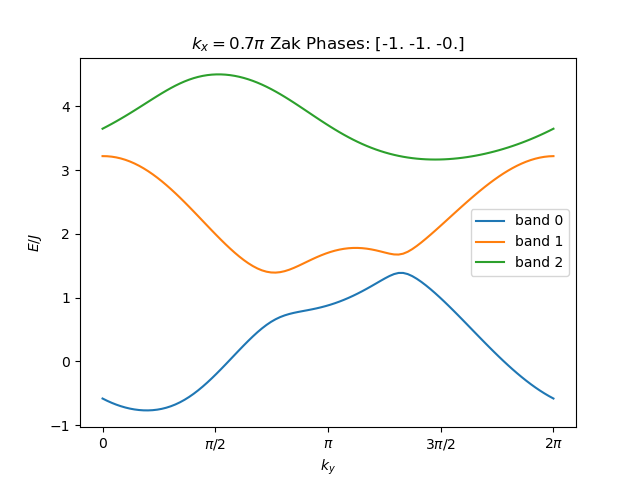 $k_x = 0.7\pi$ Zak Phases: [-1. -1. -0.]
4
3
2
1
0
−1
E/J
band 0
band 1
band 2
0
π/2
π
3π/2
2π
$k_y$